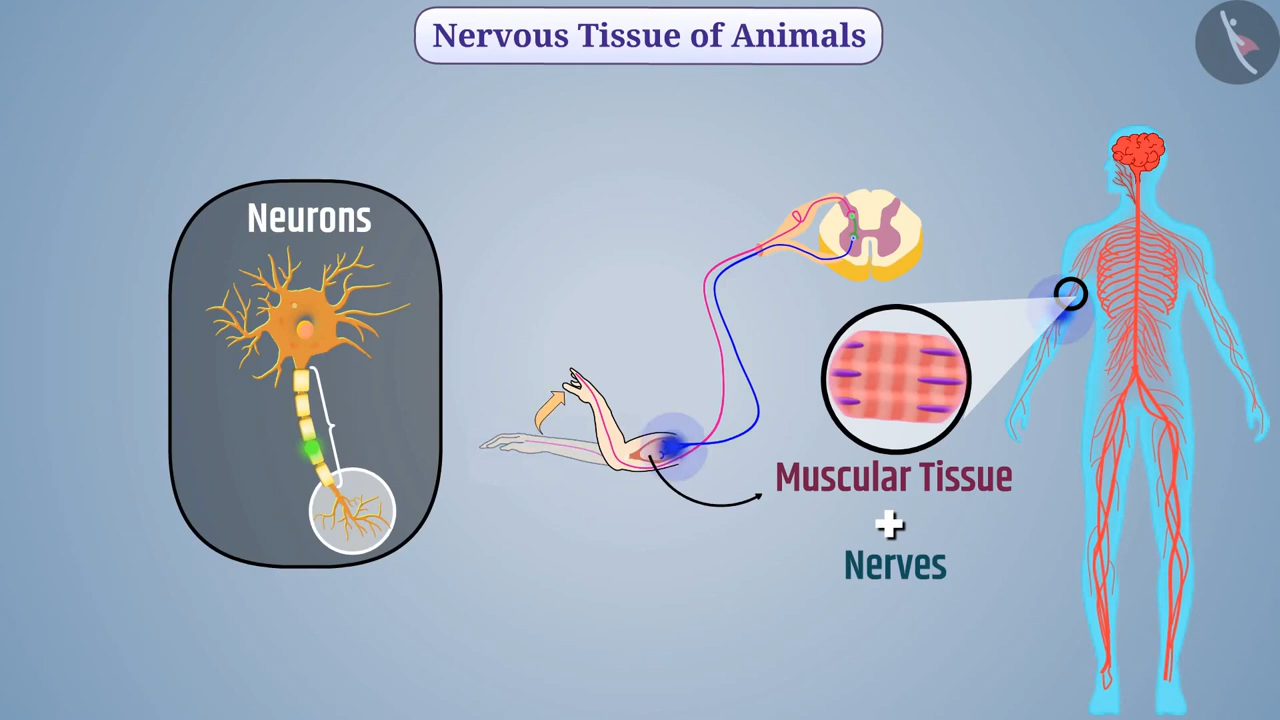 Nervous Tissue of Animals
Neurons
Muscular Tissue
+
Nerves